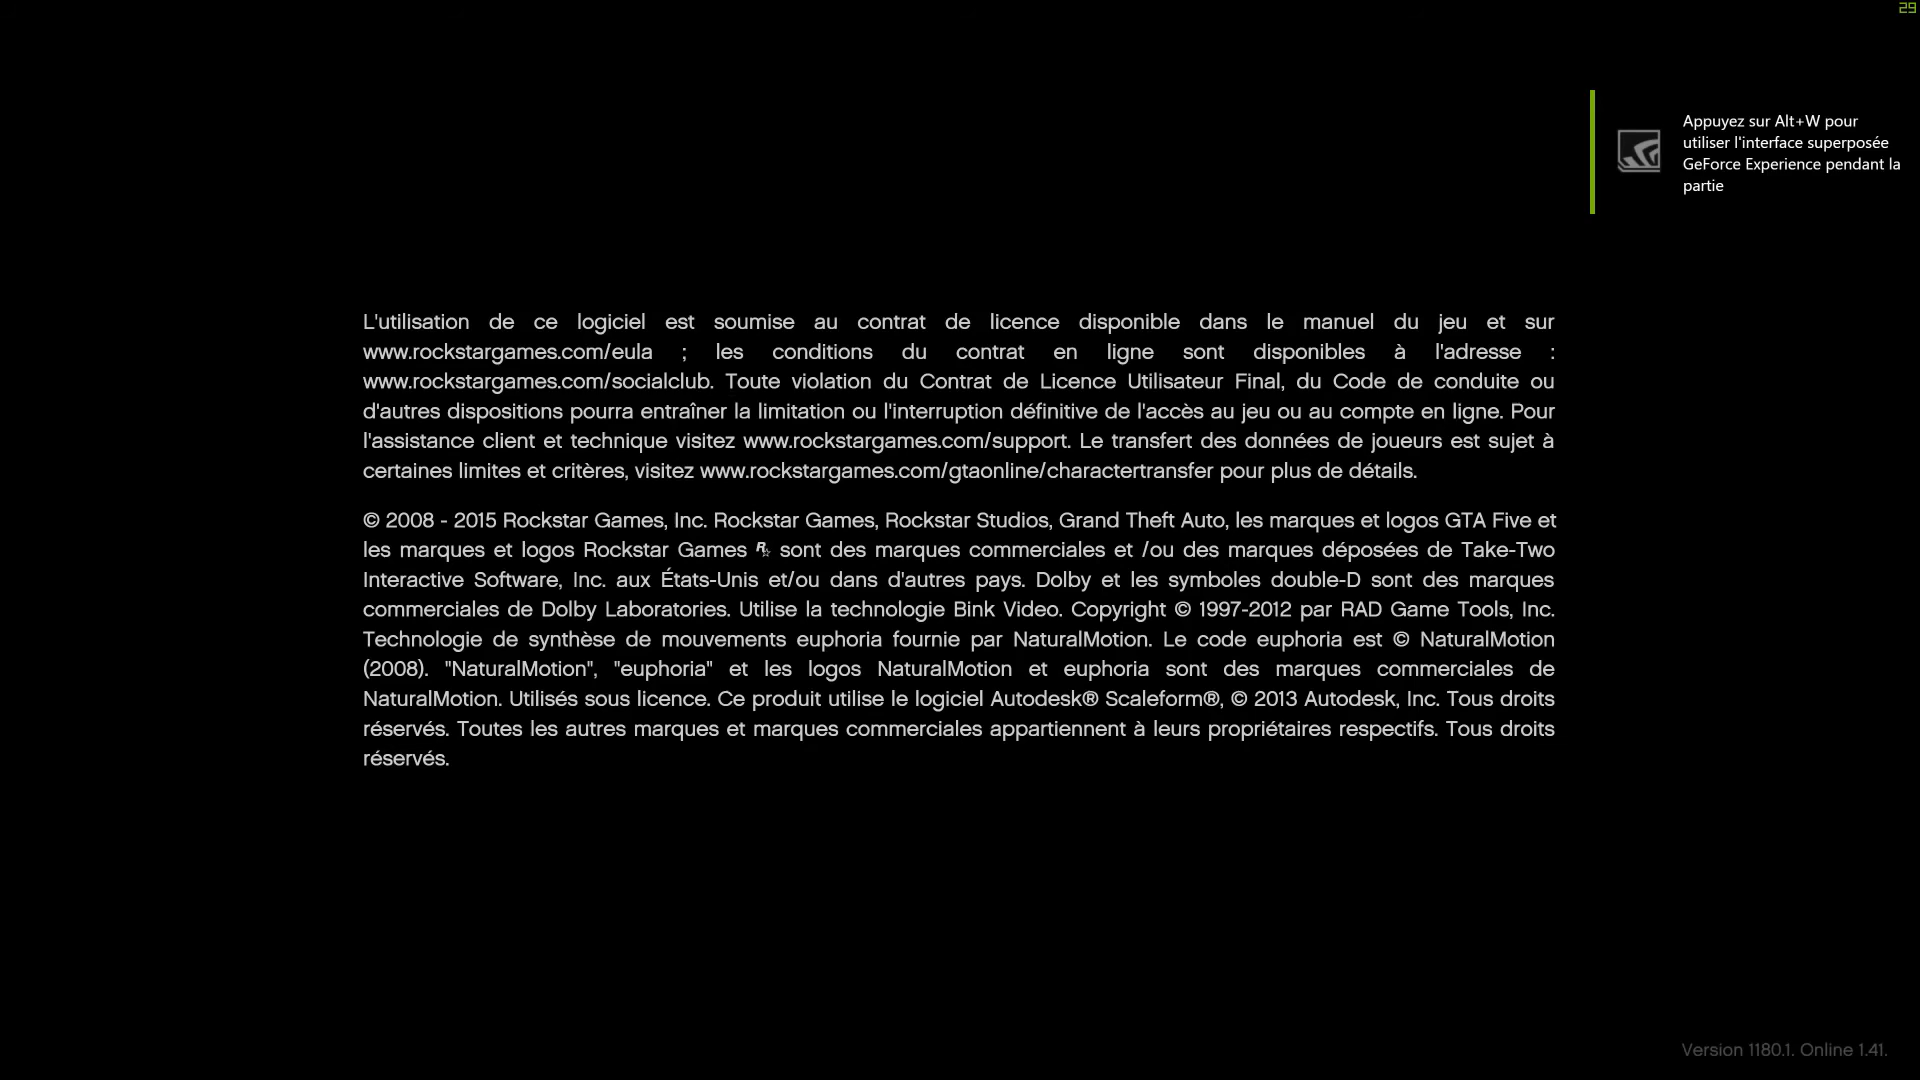 29
Appuyez sur Alt+W pour
utiliser l'interface superposée
GeForce Experience pendant la
partie
L'utilisation de ce logiciel est soumise au contrat de licence disponible dans le manuel du jeu et sur
www.rockstargames.com/eula ; les conditions du contrat en ligne sont disponibles à l'adresse :
www.rockstargames.com/socialclub. Toute violation du Contrat de Licence Utilisateur Final, du Code de conduite ou
d'autres dispositions pourra entraîner la limitation ou l'interruption définitive de l'accès au jeu ou au compte en ligne. Pour
l'assistance client et technique visitez www.rockstargames.com/support. Le transfert des données de joueurs est sujet à
certaines limites et critères, visitez www.rockstargames.com/gtaonline/charactertransfer pour plus de détails.
© 2008 - 2015 Rockstar Games, Inc. Rockstar Games, Rockstar Studios, Grand Theft Auto, les marques et logos GTA Five et
les marques et logos Rockstar Games R☆ sont des marques commerciales et /ou des marques déposées de Take-Two
Interactive Software, Inc. aux États-Unis et/ou dans d'autres pays. Dolby et les symboles double-D sont des marques
commerciales de Dolby Laboratories. Utilise la technologie Bink Video. Copyright © 1997-2012 par RAD Game Tools, Inc.
Technologie de synthèse de mouvements euphoria fournie par NaturalMotion. Le code euphoria est © NaturalMotion
(2008). "NaturalMotion", "euphoria" et les logos NaturalMotion et euphoria sont des marques commerciales de
NaturalMotion. Utilisés sous licence. Ce produit utilise le logiciel Autodesk® Scaleform®, © 2013 Autodesk, Inc. Tous droits
réservés. Toutes les autres marques et marques commerciales appartiennent à leurs propriétaires respectifs. Tous droits
réservés.
Version 1180.1. Online 1.41.